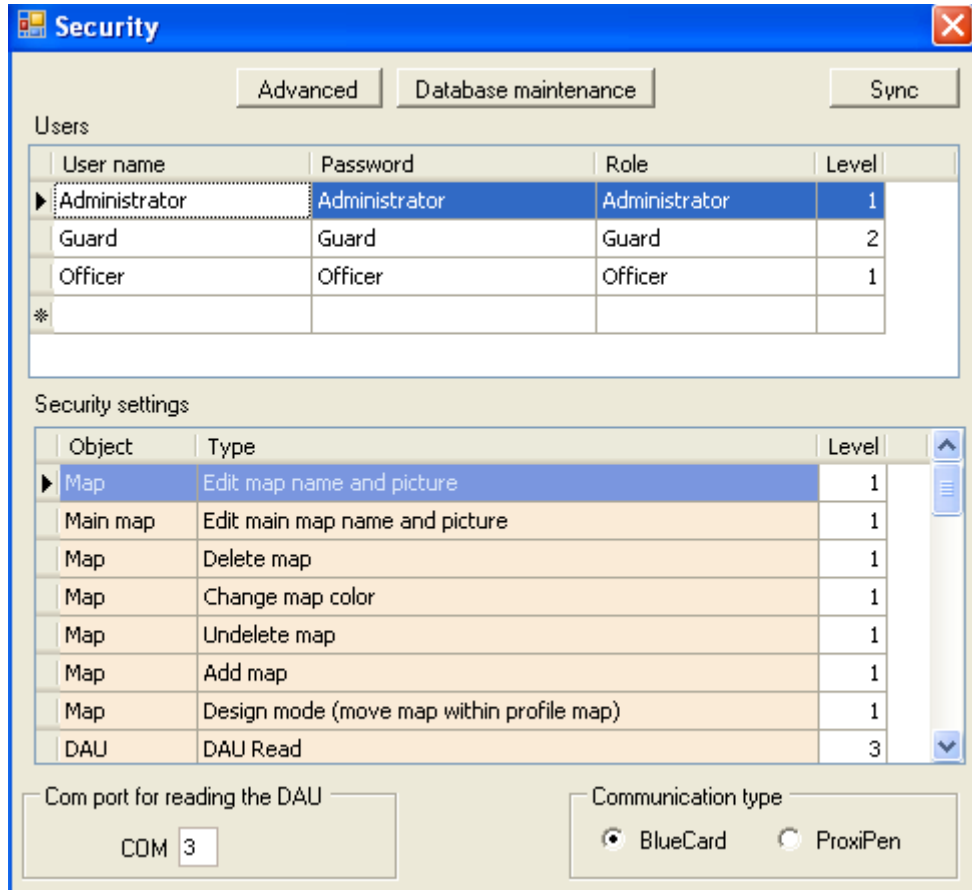 Security
Advanced Database maintenance Sync
Users
User name Password Role Level
Administrator Administrator Administrator 1
Guard Guard Guard 2
Officer Officer Officer 1
Security settings
Object Type Level
Map Edit map name and picture 1
Main map Edit main map name and picture 1
Map Delete map 1
Map Change map color 1
Map Undelete map 1
Map Add map 1
Map Design mode (move map within profile map) 1
DAU DAU Read 3
Com port for reading the DAU Communication type
COM 3 BlueCard ProxiPen